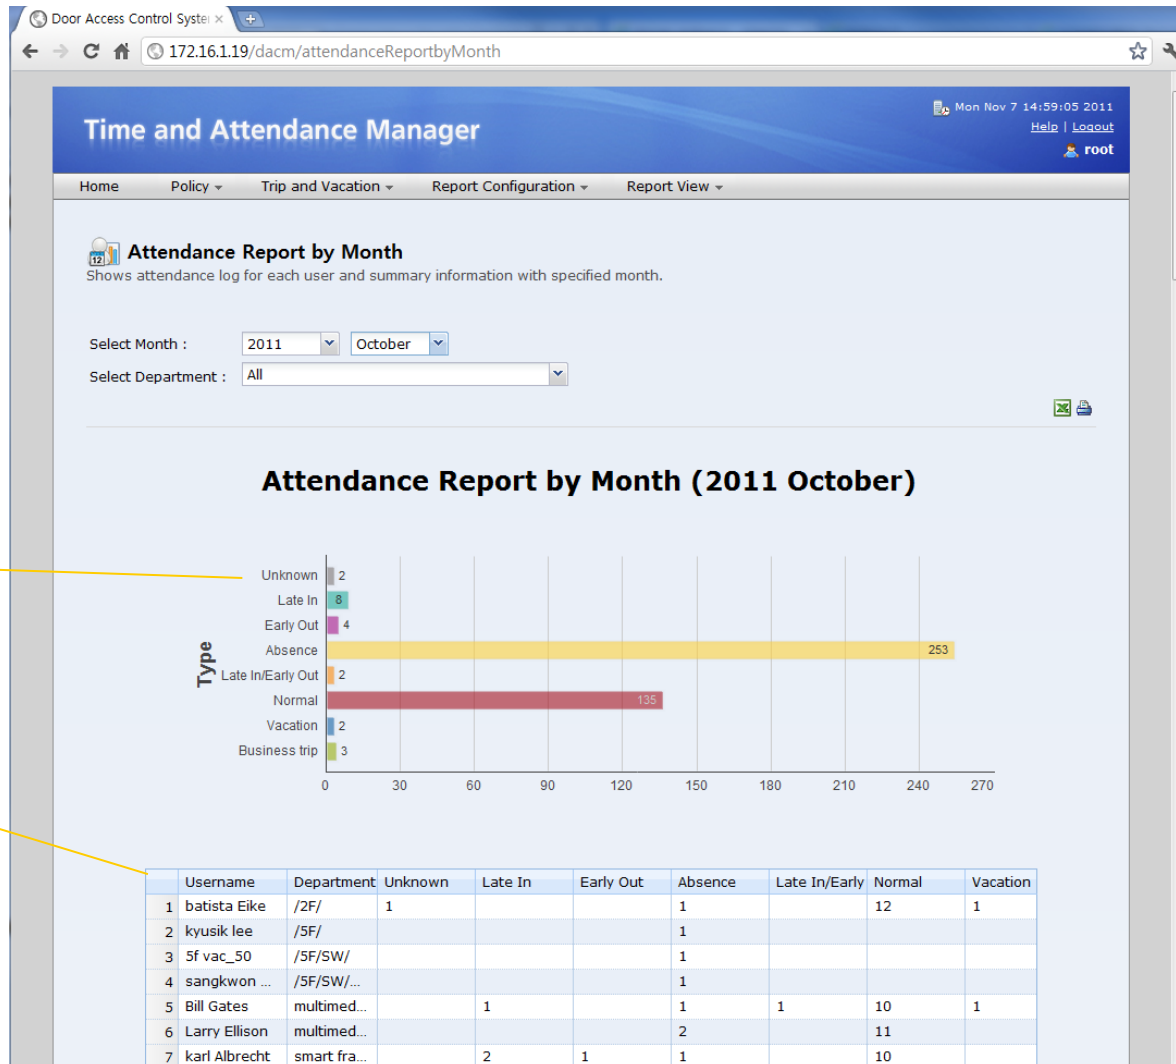 Door Access Control Syster
172.16.1.19/dacm/attendanceReportbyMonth
Time and Attendance Manager
Mon Nov 7 14:59:05 2011
Help | Logout
root
Home Policy Trip and Vacation Report Configuration Report View
12
Attendance Report by Month
Shows attendance log for each user and summary information with specified month.
Select Month : 2011 October
Select Department : All
Attendance Report by Month (2011 October)
Type
Unknown 2
Late In 8
Early Out 4
Absence 253
Late In/Early Out 2
Normal 135
Vacation 2
Business trip 3
0 30 60 90 120 150 180 210 240 270
Username Department Unknown Late In Early Out Absence Late In/Early Normal Vacation
1 batista Eike /2F/ 1 1 12 1
2 kyusik lee /5F/ 1
3 5f vac_50 /5F/SW/ 1
4 sangkwon ... /5F/SW/... 1
5 Bill Gates multimed... 1 1 1 10 1
6 Larry Ellison multimed... 2 11
7 karl Albrecht smart fra... 2 1 1 10